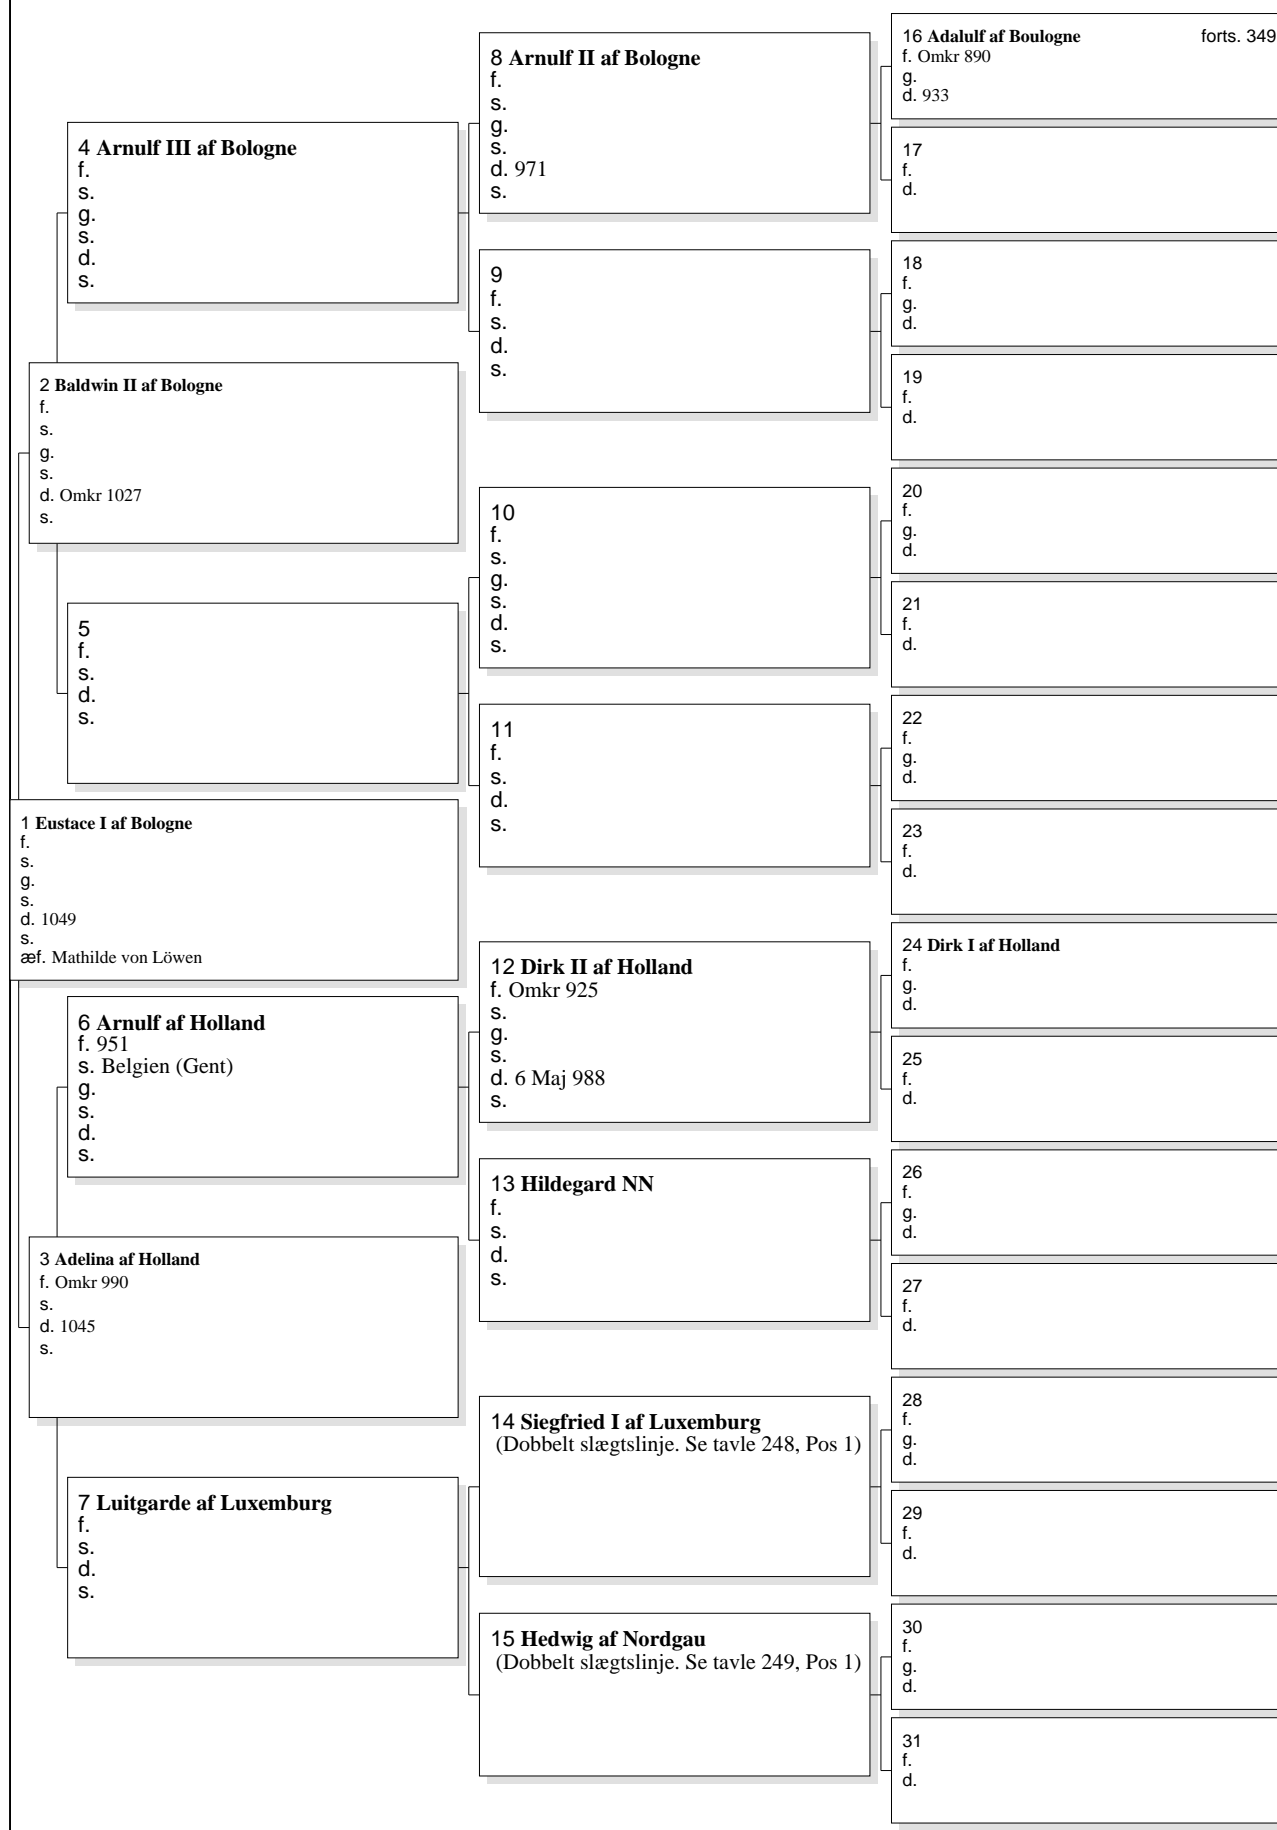 16 Adalulf af Boulogne forts. 349
f. Omkr 890
g.
d. 933
8 Arnulf II af Bologne
f.
s.
g.
s.
d. 971
s.
17
f.
d.
4 Arnulf III af Bologne
f.
s.
g.
s.
d.
s.
18
f.
g.
d.
9
f.
s.
d.
s.
19
f.
d.
2 Baldwin II af Bologne
f.
s.
g.
s.
d. Omkr 1027
s.
20
f.
g.
d.
10
f.
s.
g.
s.
d.
s.
21
f.
d.
5
f.
s.
d.
s.
22
f.
g.
d.
11
f.
s.
d.
s.
23
f.
d.
1 Eustace I af Bologne
f.
s.
g.
s.
d. 1049
s.
æf. Mathilde von Löwen
24 Dirk I af Holland
f.
g.
d.
12 Dirk II af Holland
f. Omkr 925
s.
g.
s.
d. 6 Maj 988
s.
25
f.
d.
6 Arnulf af Holland
f. 951
s. Belgien (Gent)
g.
s.
d.
s.
26
f.
g.
d.
13 Hildegard NN
f.
s.
d.
s.
27
f.
d.
3 Adelina af Holland
f. Omkr 990
s.
d. 1045
s.
28
f.
g.
d.
14 Siegfried I af Luxemburg
(Dobbelt slægtslinje. Se tavle 248, Pos 1)
29
f.
d.
7 Luitgarde af Luxemburg
f.
s.
d.
s.
30
f.
g.
d.
15 Hedwig af Nordgau
(Dobbelt slægtslinje. Se tavle 249, Pos 1)
31
f.
d.